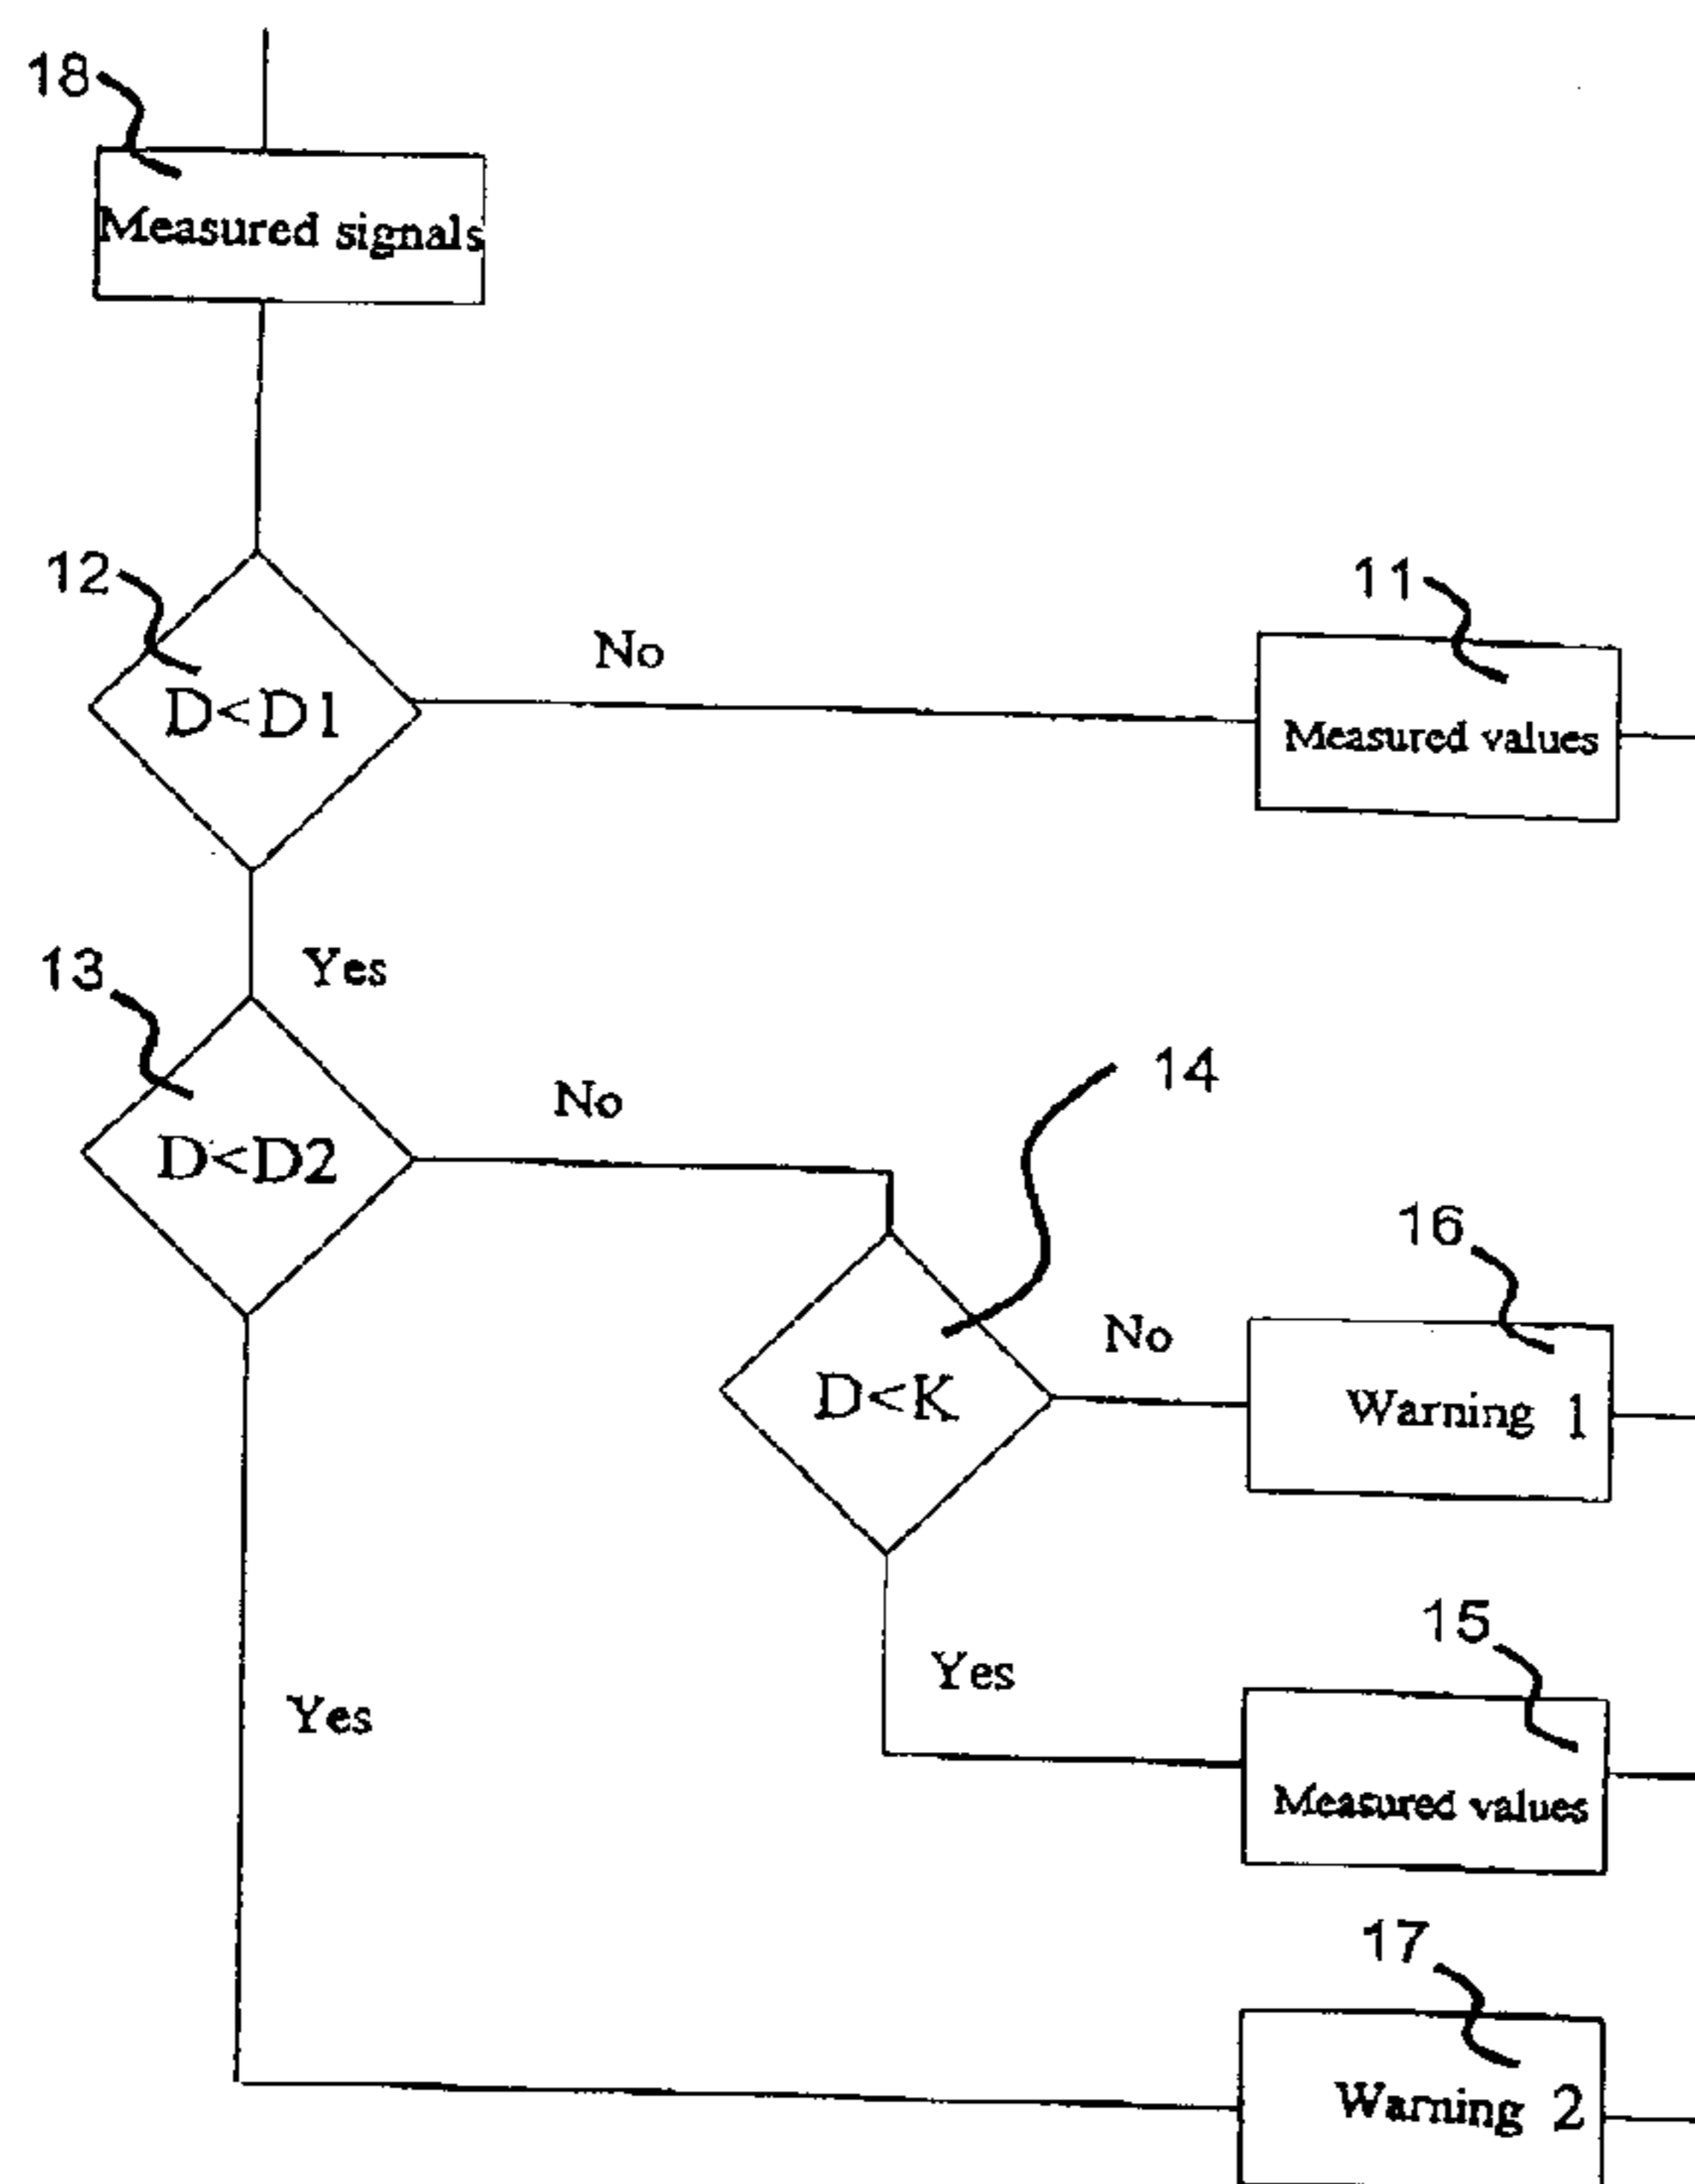 18
Measured signals
12
D<D1
No
11
Measured values
Yes
13
D<D2
No
14
D<K
No
16
Warning 1
Yes
15
Measured values
Yes
17
Warning 2